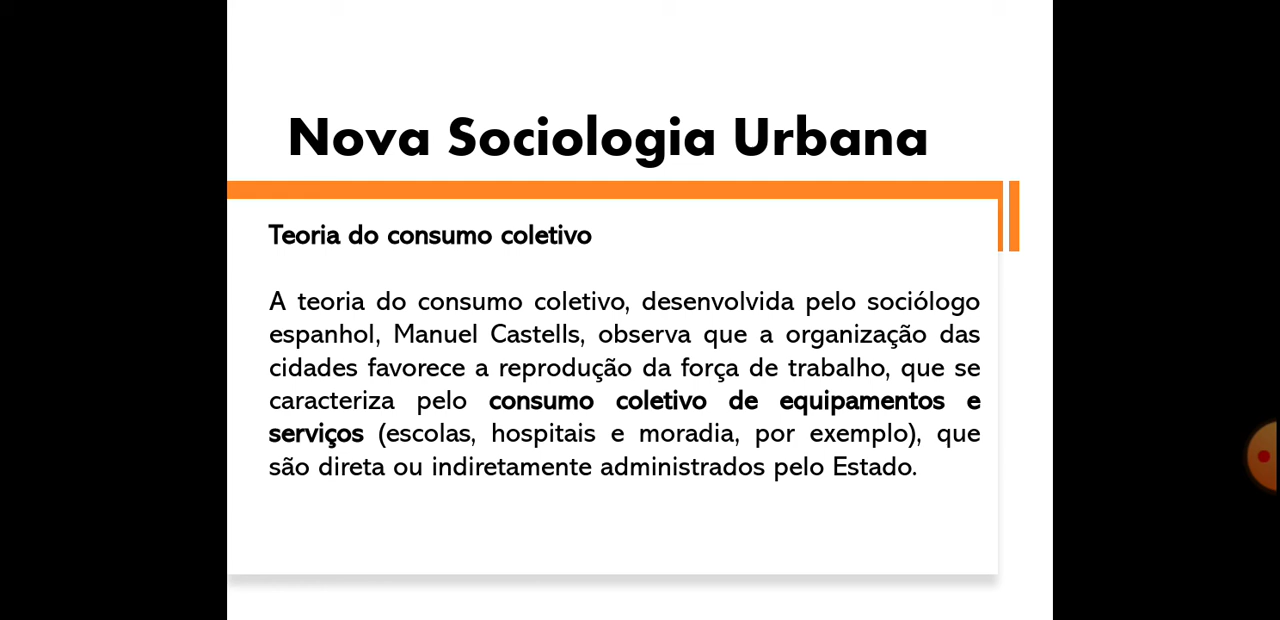 Nova Sociologia Urbana
Teoria do consumo coletivo
A teoria do consumo coletivo, desenvolvida pelo sociólogo
espanhol, Manuel Castells, observa que a organização das
cidades favorece a reprodução da força de trabalho, que se
caracteriza pelo consumo coletivo de equipamentos e
serviços (escolas, hospitais e moradia, por exemplo), que
são direta ou indiretamente administrados pelo Estado.